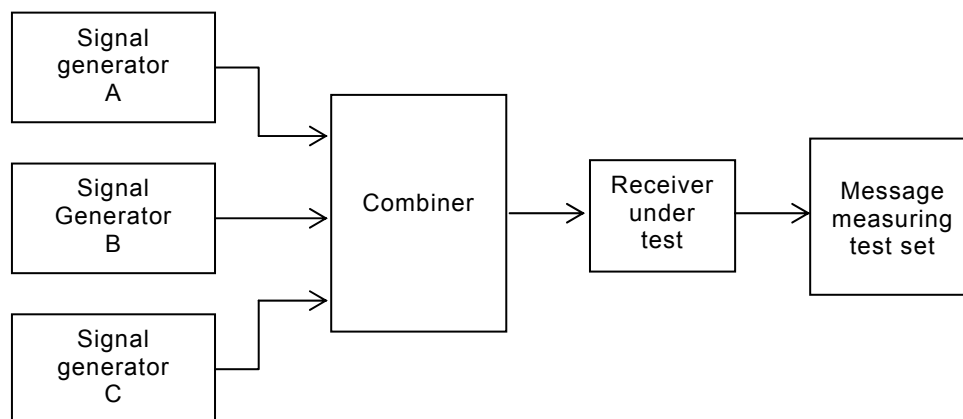 Signal
generator
A
Signal
Generator
B
Signal
generator
C
Combiner
Receiver
under
test
Message
measuring
test set